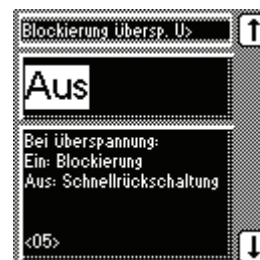 Blockierung Übersp. U>
Aus
Bei Überspannung:
Ein: Blockierung
Aus: Schnellrückschaltung
<05>